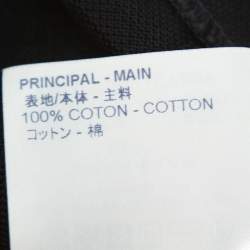 PRINCIPAL - MAIN
表地/本体 - 主料
100% COTON - COTTON
コットン - 棉